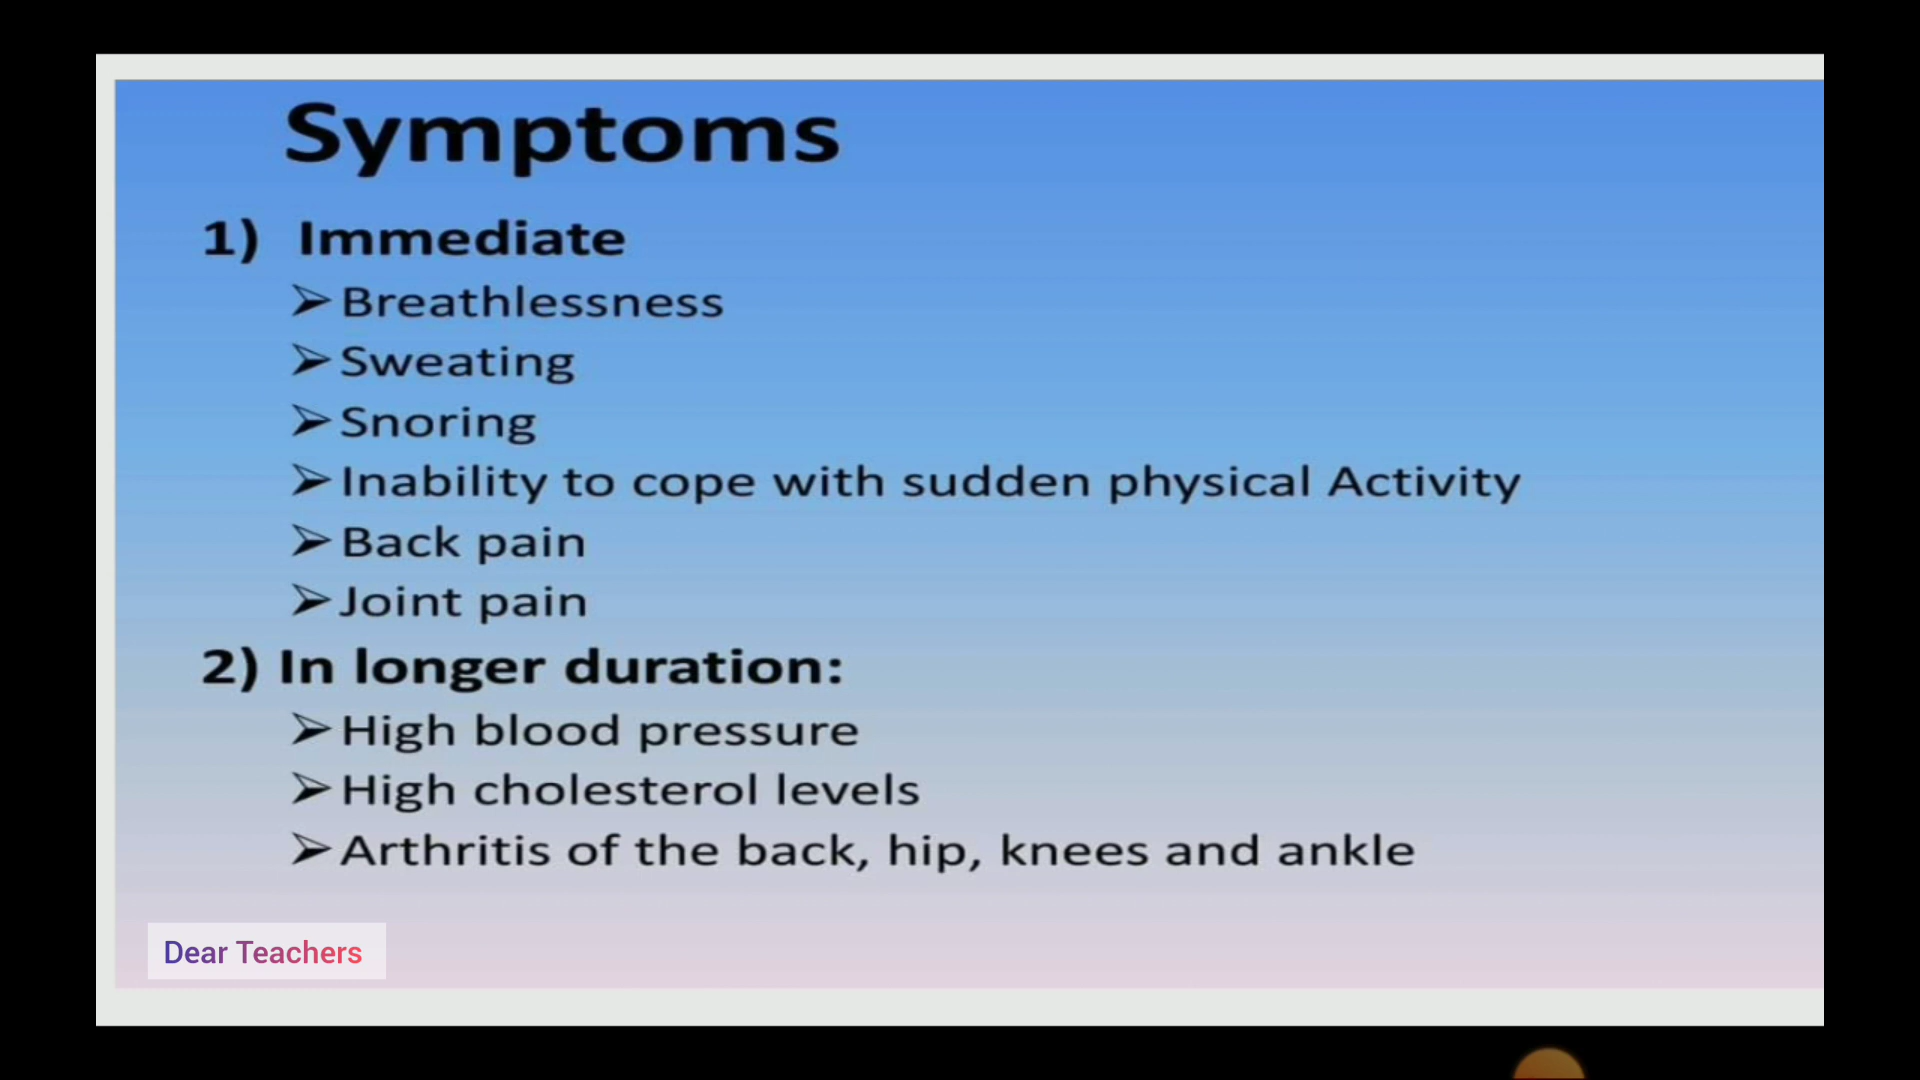 Symptoms
1) Immediate
➢Breathlessness
➢Sweating
➢Snoring
➢Inability to cope with sudden physical Activity
➢Back pain
➢Joint pain
2) In longer duration:
➢High blood pressure
➢High cholesterol levels
➢Arthritis of the back, hip, knees and ankle
Dear Teachers